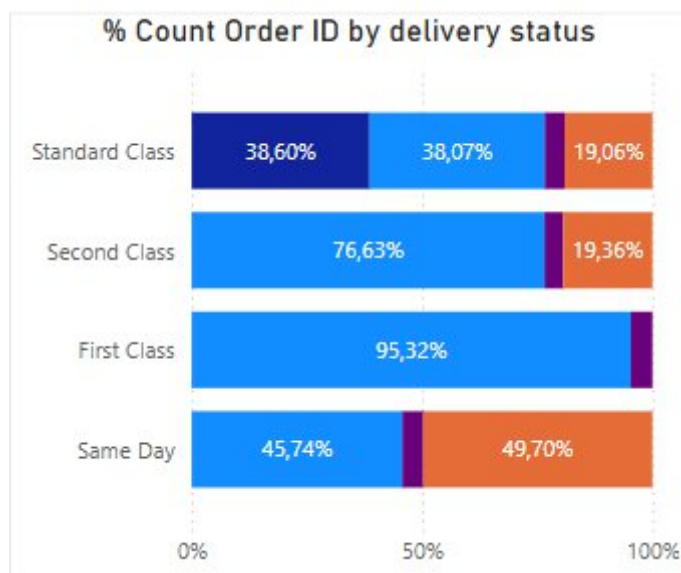 % Count Order ID by delivery status
Standard Class 38,60% 38,07% 19,06%
Second Class 76,63% 19,36%
First Class 95,32%
Same Day 45,74% 49,70%
0% 50% 100%